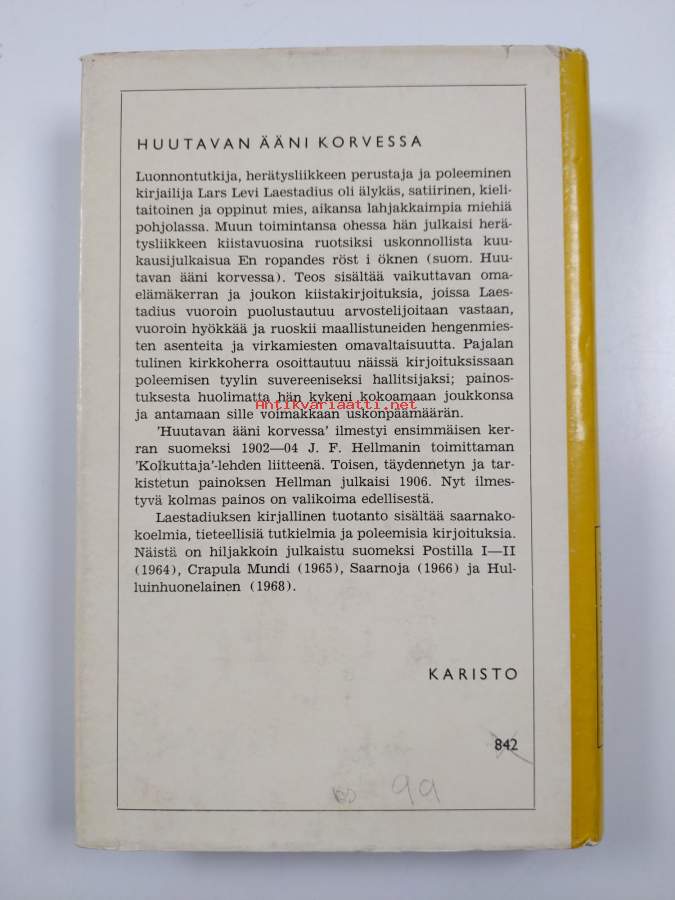 HUUTAVAN ÄÄNI KORVESSA
Luonnontutkija, herätysliikkeen perustaja ja poleeminen
kirjailija Lars Levi Laestadius oli älykäs, satiirinen, kieli-
taitoinen ja oppinut mies, aikansa lahjakkaimpia miehiä
pohjolassa. Muun toimintansa ohessa hän julkaisi herä-
tysliikkeen kiistavuosina ruotsiksi uskonnollista kuu-
kausijulkaisua En ropandes röst i öknen (suom. Huu-
tavan ääni korvessa). Teos sisältää vaikuttavan oma-
elämäkerran ja joukon kiistakirjoituksia, joissa Laes-
tadius vuoroin puolustautuu arvostelijoitaan vastaan,
vuoroin hyökkää ja ruoskii maallistuneiden hengenmies-
ten asenteita ja virkamiesten omavaltaisuutta. Pajalan
tulinen kirkkoherra osoittautuu näissä kirjoituksissaan
poleemisen tyylin suvereeniseksi hallitsijaksi; painos-
tuksesta huolimatta hän kykeni kokoamaan joukkonsa
ja antamaan sille voimakkaan uskonpäämäärän.
Antikvariaatti.net
'Huutavan ääni korvessa' ilmestyi ensimmäisen ker-
ran suomeksi 1902—04 J. F. Hellmanin toimittaman
'Kolkuttaja'-lehden liitteenä. Toisen, täydennetyn ja tar-
kistetun painoksen Hellman julkaisi 1906. Nyt ilmes-
tyvä kolmas painos on valikoima edellisestä.
Laestadiuksen kirjallinen tuotanto sisältää saarnako-
koelmia, tieteellisiä tutkielmia ja poleemisia kirjoituksia.
Näistä on hiljakkoin julkaistu suomeksi Postilla I—II
(1964), Crapula Mundi (1965), Saarnoja (1966) ja Hul-
luinhuonelainen (1968).
KARISTO
842
99